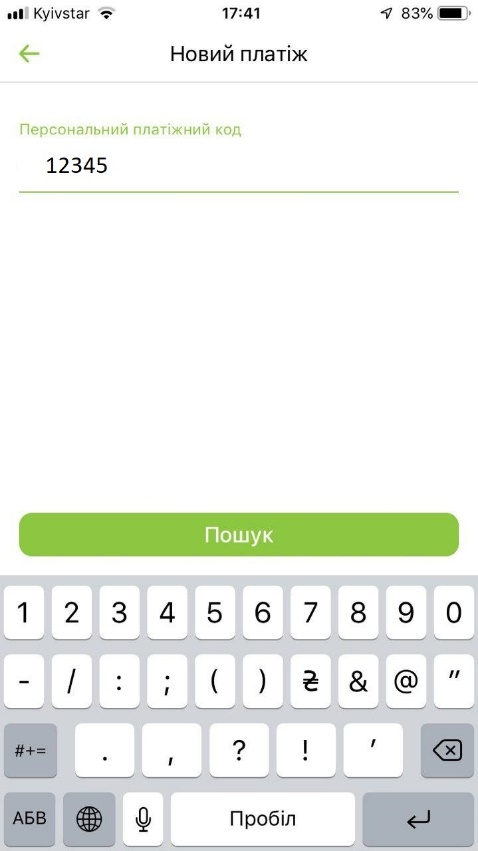 Kyivstar 17:41 83%
Новий платіж
Персональний платіжний код
12345
Пошук
1 2 3 4 5 6 7 8 9 0
- / : ; ( ) ₴ & @ "
#+= . , ? ! ’
АБВ Пробіл